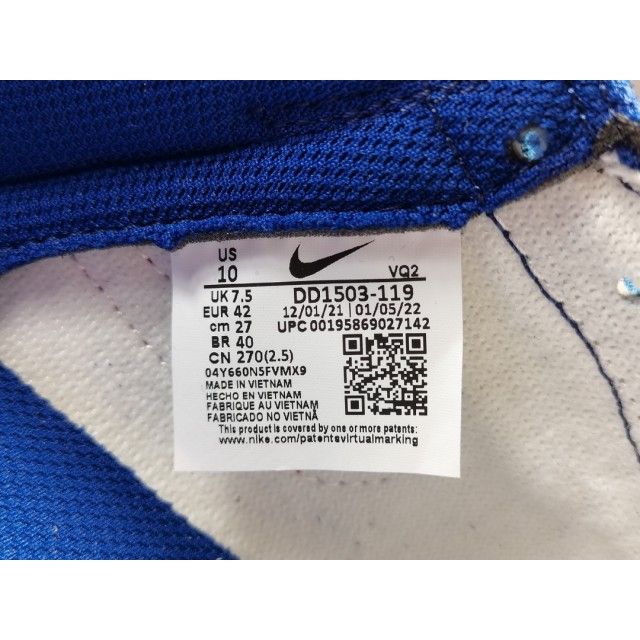 US
10
VQ2
UK 7.5
DD1503-119
EUR 42
12/01/21 | 01/05/22
cm 27
UPC 00195869027142
BR 40
CN 270(2.5)
04Y660N5FVMX9
MADE IN VIETNAM
HECHO EN VIETNAM
FABRIQUE AU VIETNAM
FABRICADO NO VIETNÃ
This product is covered by one or more patents:
www.nike.com/patentsvirtualmarking